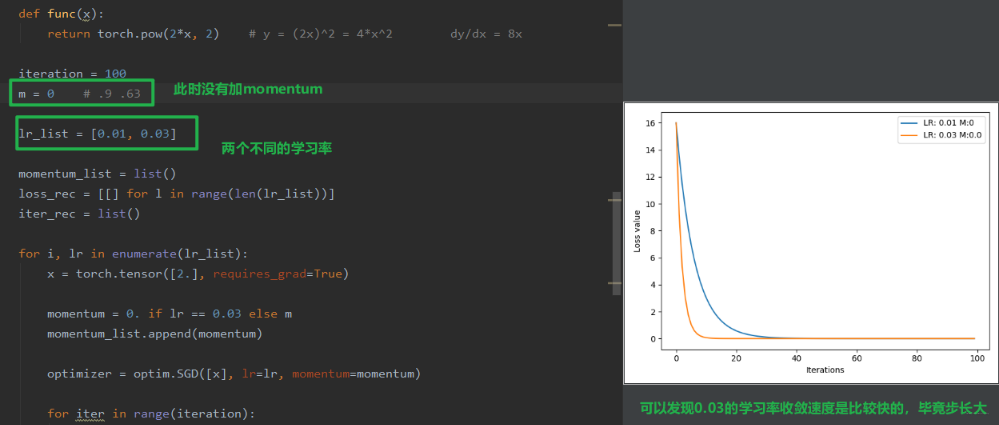 def func(x):
    return torch.pow(2*x, 2)    # y = (2x)^2 = 4*x^2        dy/dx = 8x
iteration = 100
m = 0    # .9 .63
此时没有加momentum
lr_list = [0.01, 0.03]
两个不同的学习率
momentum_list = list()
loss_rec = [[] for l in range(len(lr_list))]
iter_rec = list()
for i, lr in enumerate(lr_list):
    x = torch.tensor([2.], requires_grad=True)
    momentum = 0. if lr == 0.03 else m
    momentum_list.append(momentum)
    optimizer = optim.SGD([x], lr=lr, momentum=momentum)
    for iter in range(iteration):
LR: 0.01 M:0
LR: 0.03 M:0.0
16
14
12
10
8
6
4
2
0
Loss value
0 20 40 60 80 100
Iterations
可以发现0.03的学习率收敛速度是比较快的，毕竟步长大